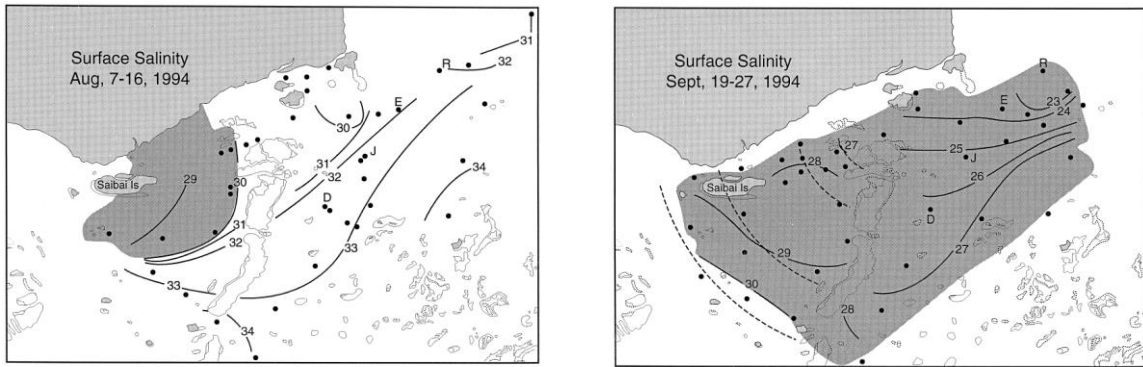 Surface Salinity
Aug, 7-16, 1994
31
32
R
E
30
31
32
J
34
Saibai Is
29
30
D
31
32
33
33
34
Surface Salinity
Sept, 19-27, 1994
R
E
23
24
27
25
J
28
26
Saibai Is
D
29
27
30
28